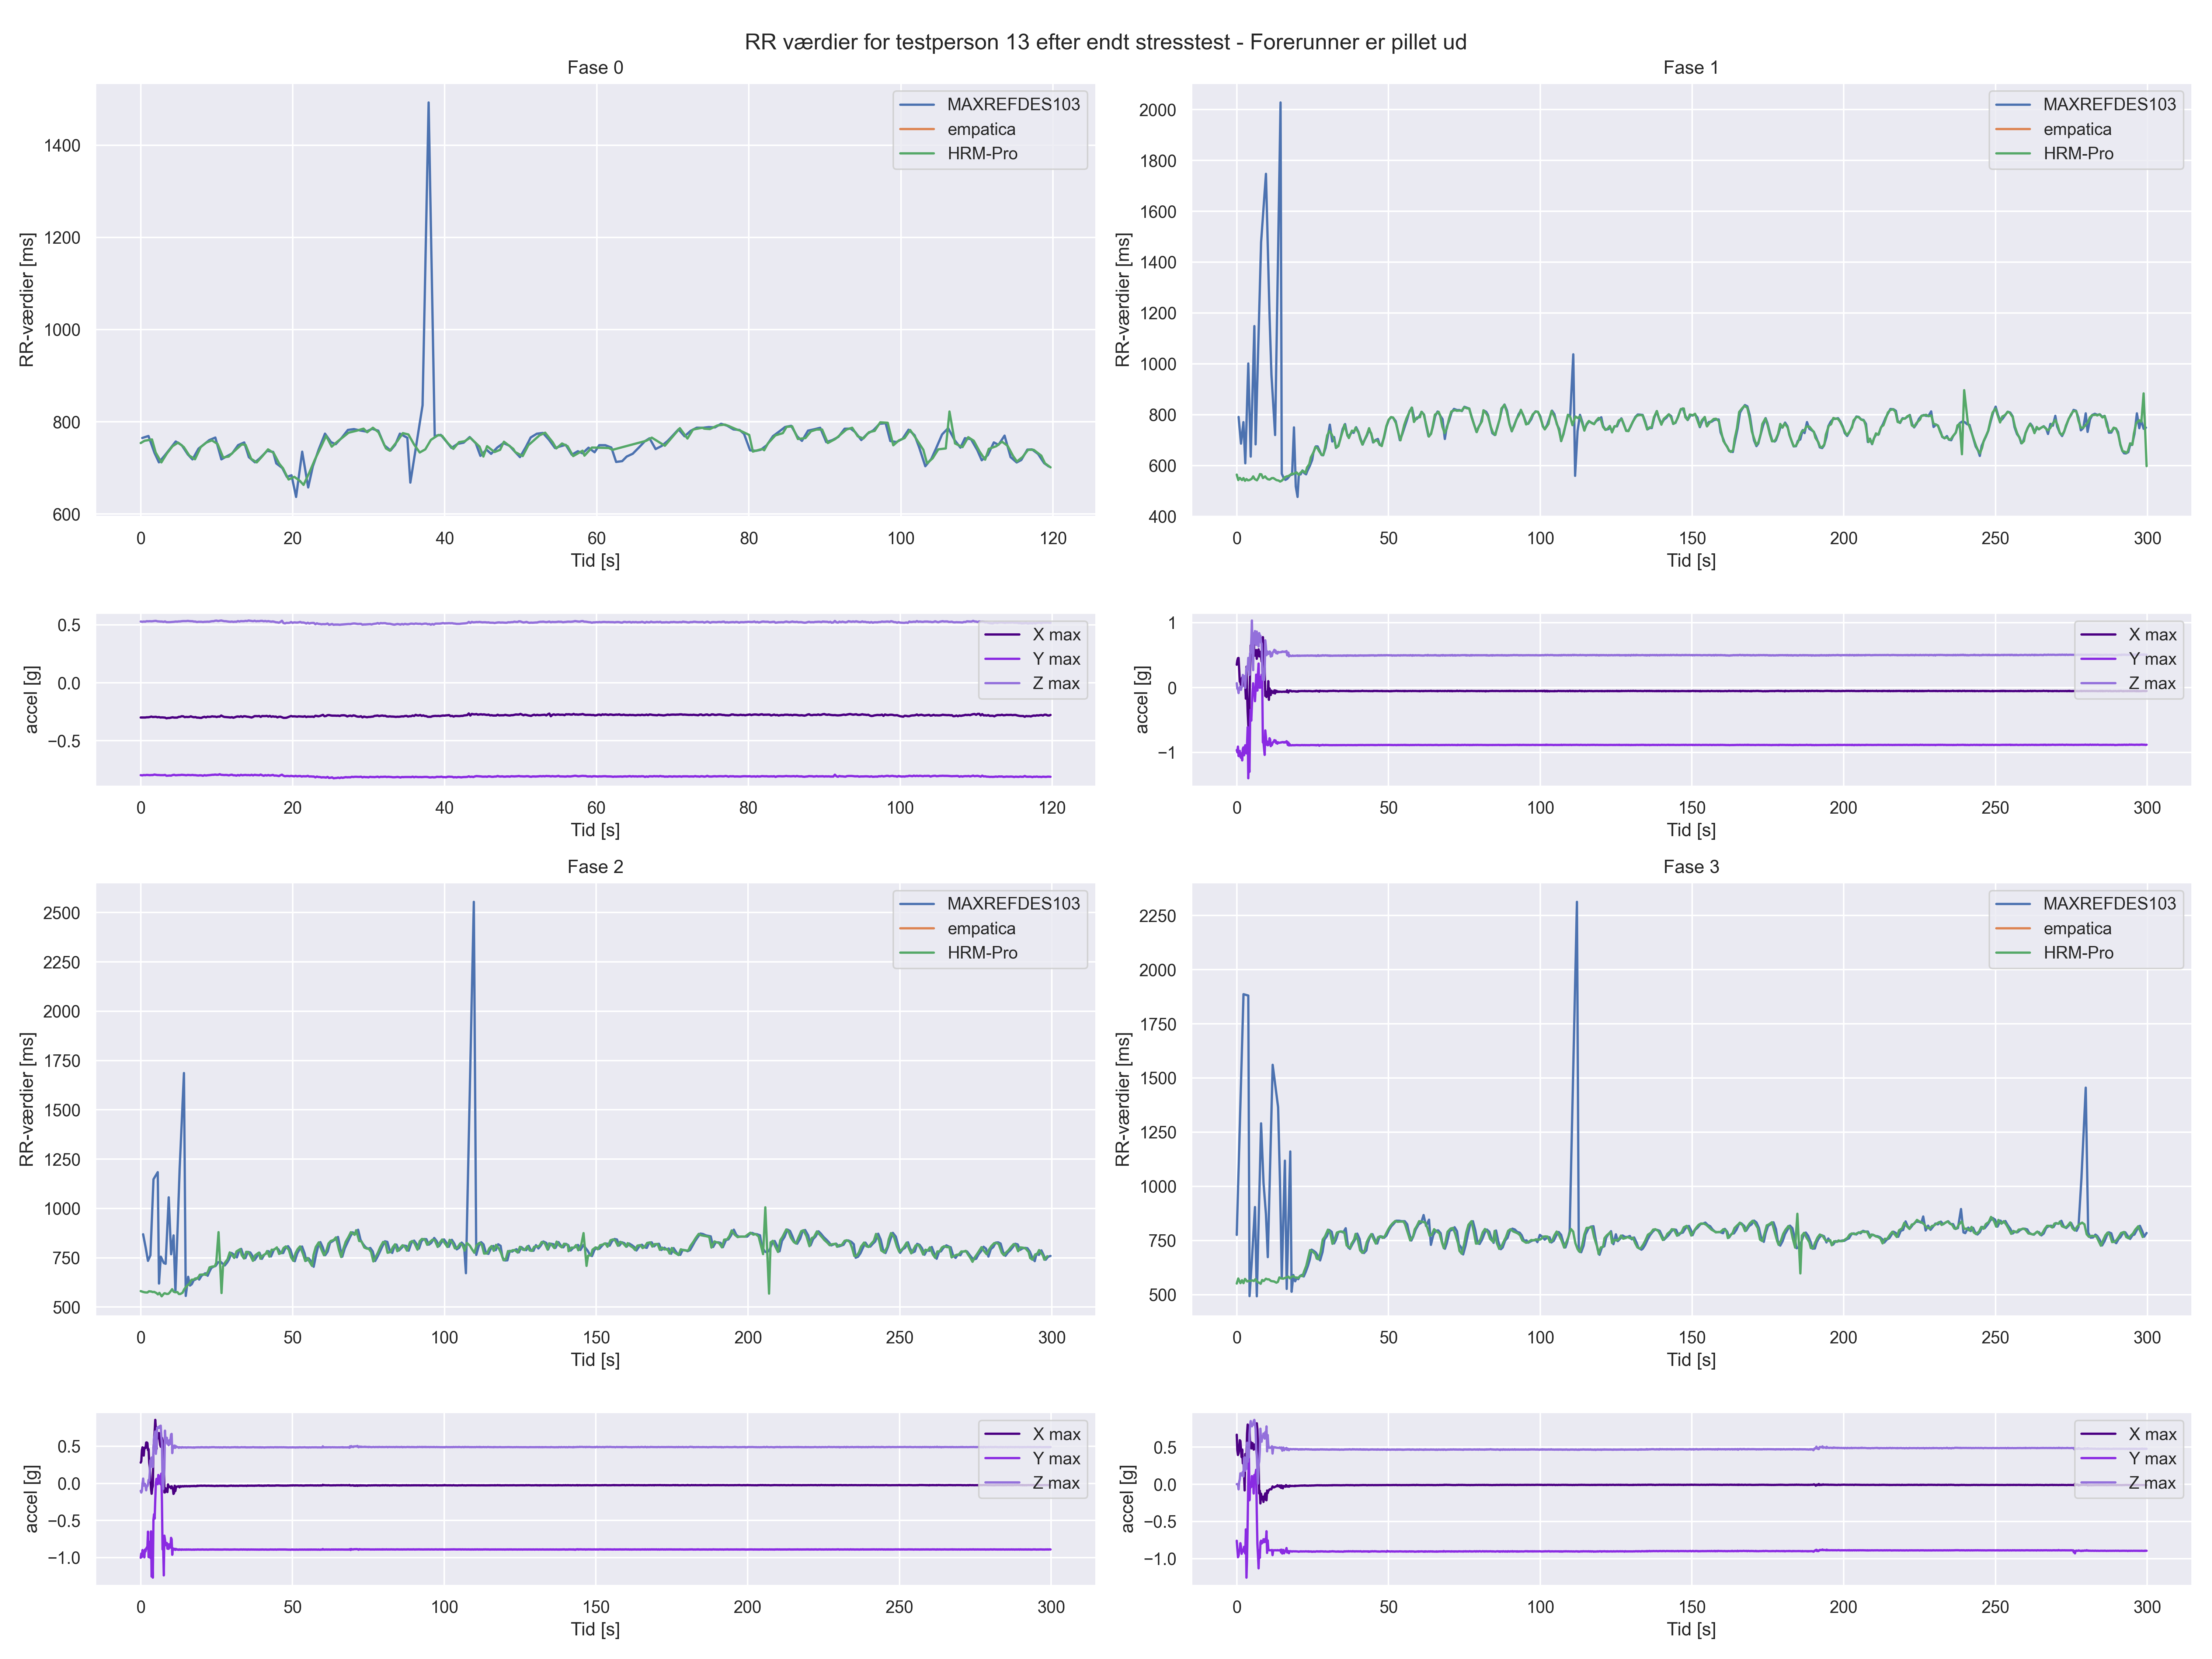 RR værdier for testperson 13 efter endt stresstest - Forerunner er pillet ud
Fase 0
RR-værdier [ms]
1400
1200
1000
800
600
0 20 40 60 80 100 120
Tid [s]
MAXREFDES103
empatica
HRM-Pro
Fase 1
RR-værdier [ms]
2000
1800
1600
1400
1200
1000
800
600
400
0 50 100 150 200 250 300
Tid [s]
MAXREFDES103
empatica
HRM-Pro
accel [g]
0.5
0.0
−0.5
0 20 40 60 80 100 120
Tid [s]
X max
Y max
Z max
accel [g]
1
0
−1
0 50 100 150 200 250 300
Tid [s]
X max
Y max
Z max
Fase 2
RR-værdier [ms]
2500
2250
2000
1750
1500
1250
1000
750
500
0 50 100 150 200 250 300
Tid [s]
MAXREFDES103
empatica
HRM-Pro
Fase 3
RR-værdier [ms]
2250
2000
1750
1500
1250
1000
750
500
0 50 100 150 200 250 300
Tid [s]
MAXREFDES103
empatica
HRM-Pro
accel [g]
0.5
0.0
−0.5
−1.0
0 50 100 150 200 250 300
Tid [s]
X max
Y max
Z max
accel [g]
0.5
0.0
−0.5
−1.0
0 50 100 150 200 250 300
Tid [s]
X max
Y max
Z max